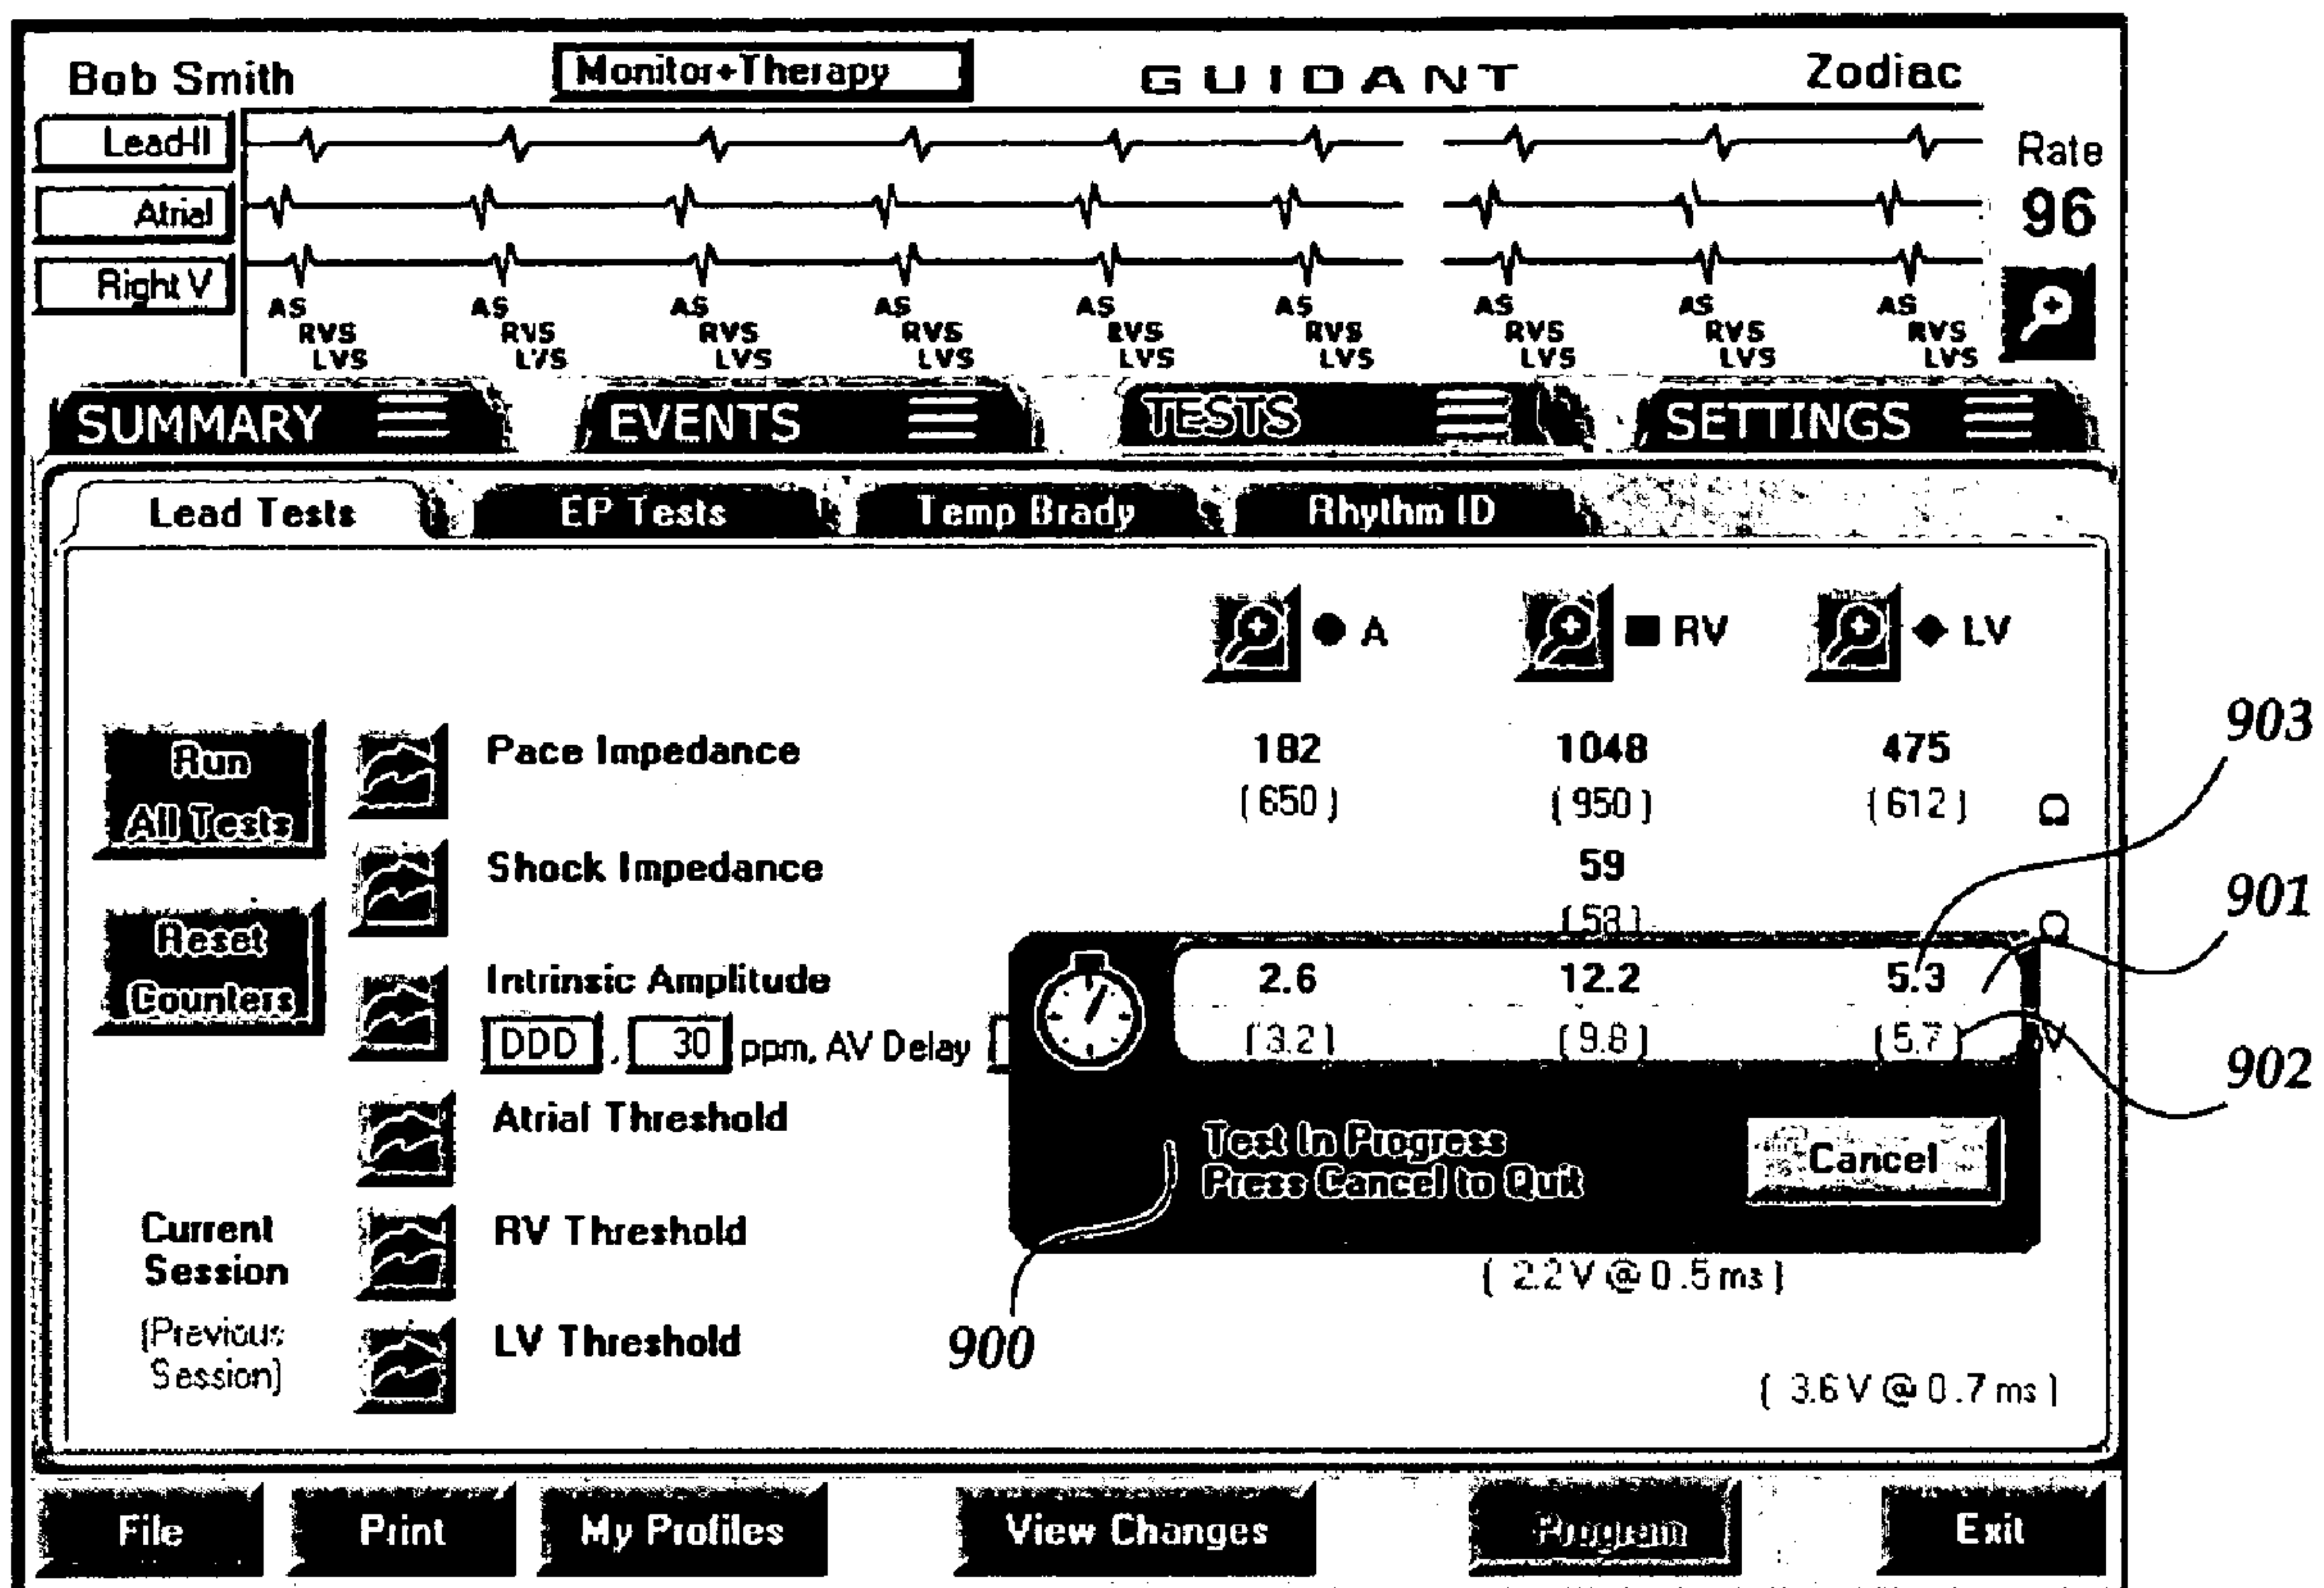 Bob Smith Monitor+Therapy GUIDANT Zodiac
Lead-II
Rate
Atrial
96
Right V
AS AS AS AS AS AS AS AS AS
RVS RVS RVS RVS RVS RVS RVS RVS RVS
LVS LVS LVS LVS LVS LVS LVS LVS LVS
SUMMARY EVENTS TESTS SETTINGS
Lead Tests EP Tests Temp Brady Rhythm ID
A RV LV
903
Run
All Tests
Pace Impedance 182 1048 475
(650) (950) (612) Ω
Shock Impedance 59
(58) Ω
901
Reset
Counters
Intrinsic Amplitude 2.6 12.2 5.3
DDD, 30 ppm, AV Delay (3.2) (9.8) (5.7)
902
Atrial Threshold
Test In Progress
Press Cancel to Quit
Cancel
Current
Session
RV Threshold
(2.2 V @ 0.5 ms)
(Previous
Session)
LV Threshold
900
(3.6 V @ 0.7 ms)
File Print My Profiles View Changes Program Exit